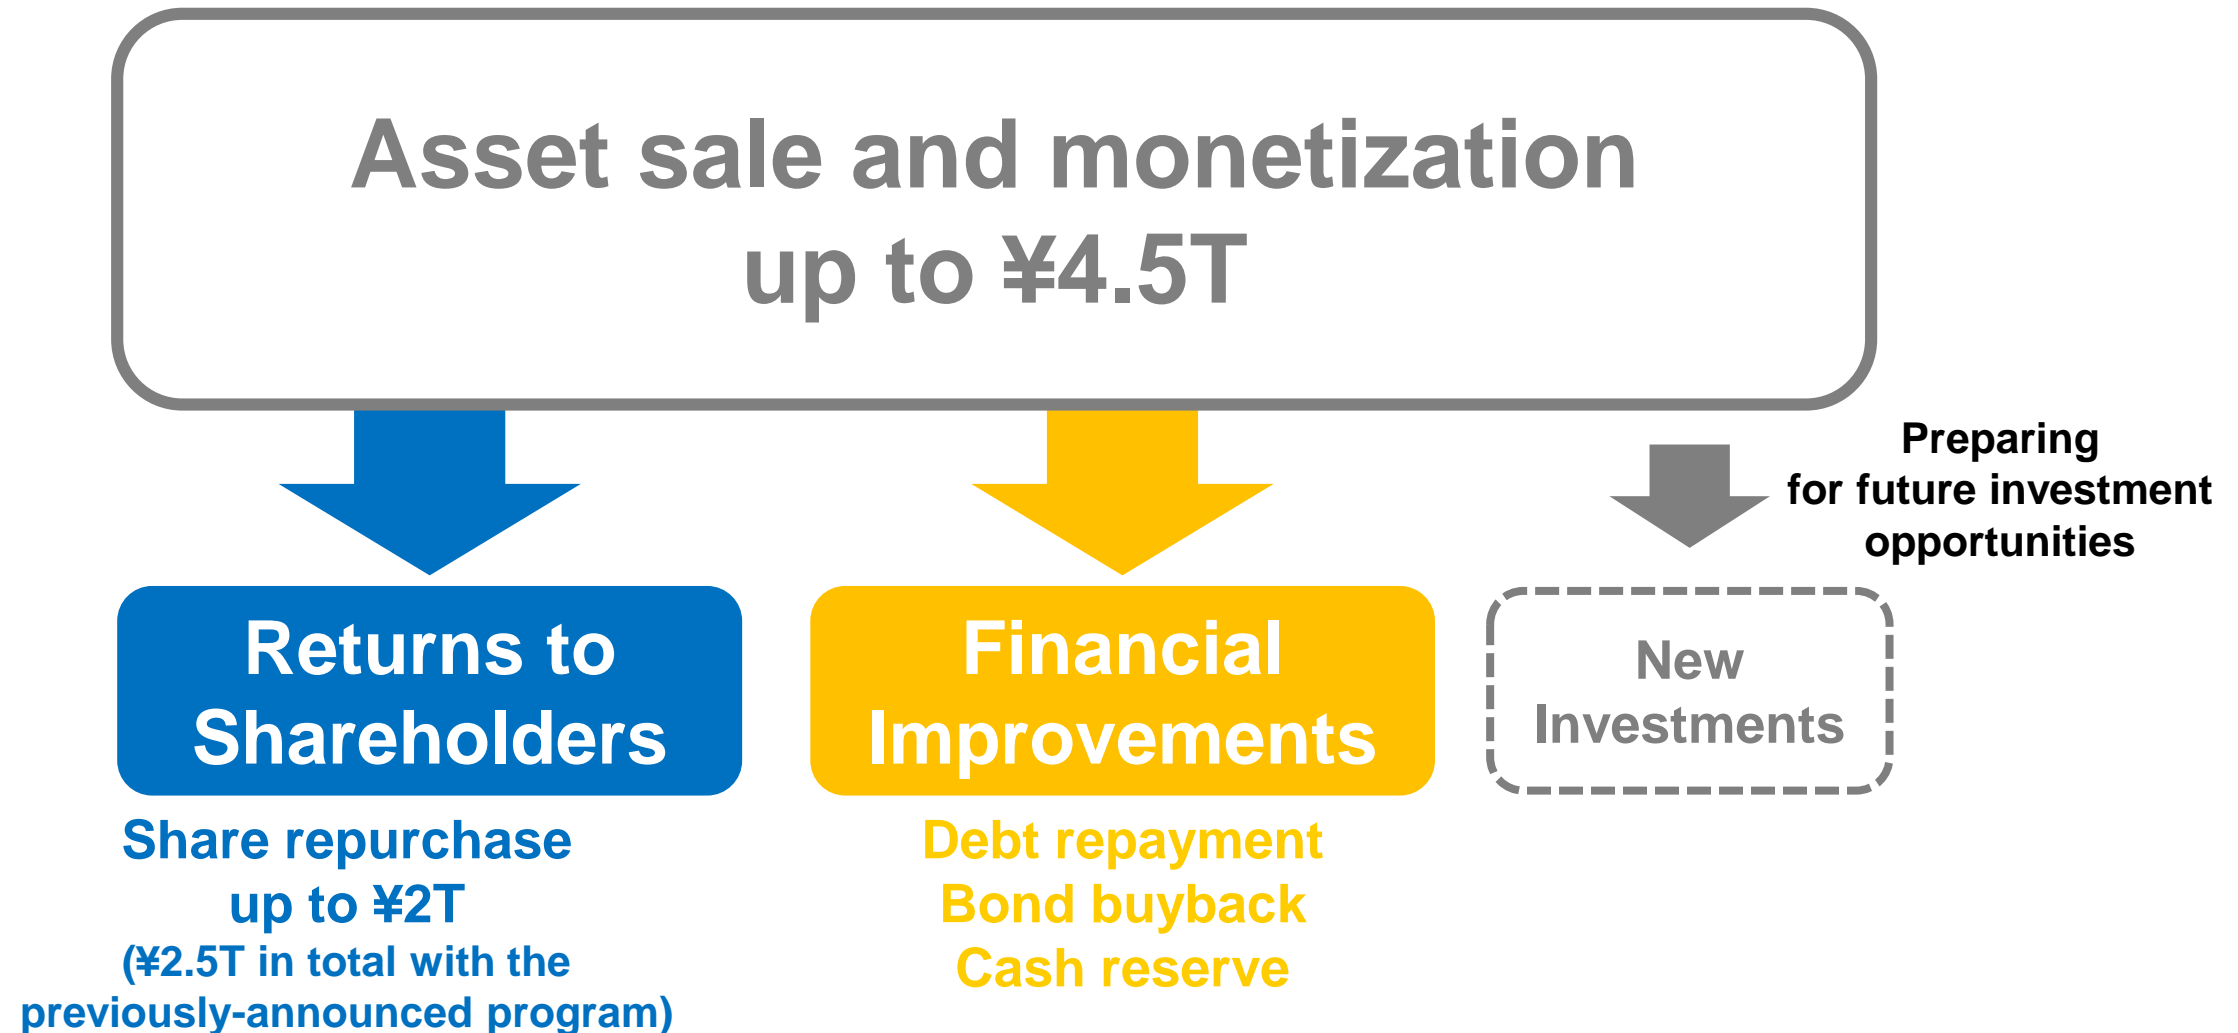 Asset sale and monetization
up to ¥4.5T
Preparing
for future investment
opportunities
Returns to
Shareholders
Share repurchase
up to ¥2T
(¥2.5T in total with the
previously-announced program)
Financial
Improvements
Debt repayment
Bond buyback
Cash reserve
New
Investments